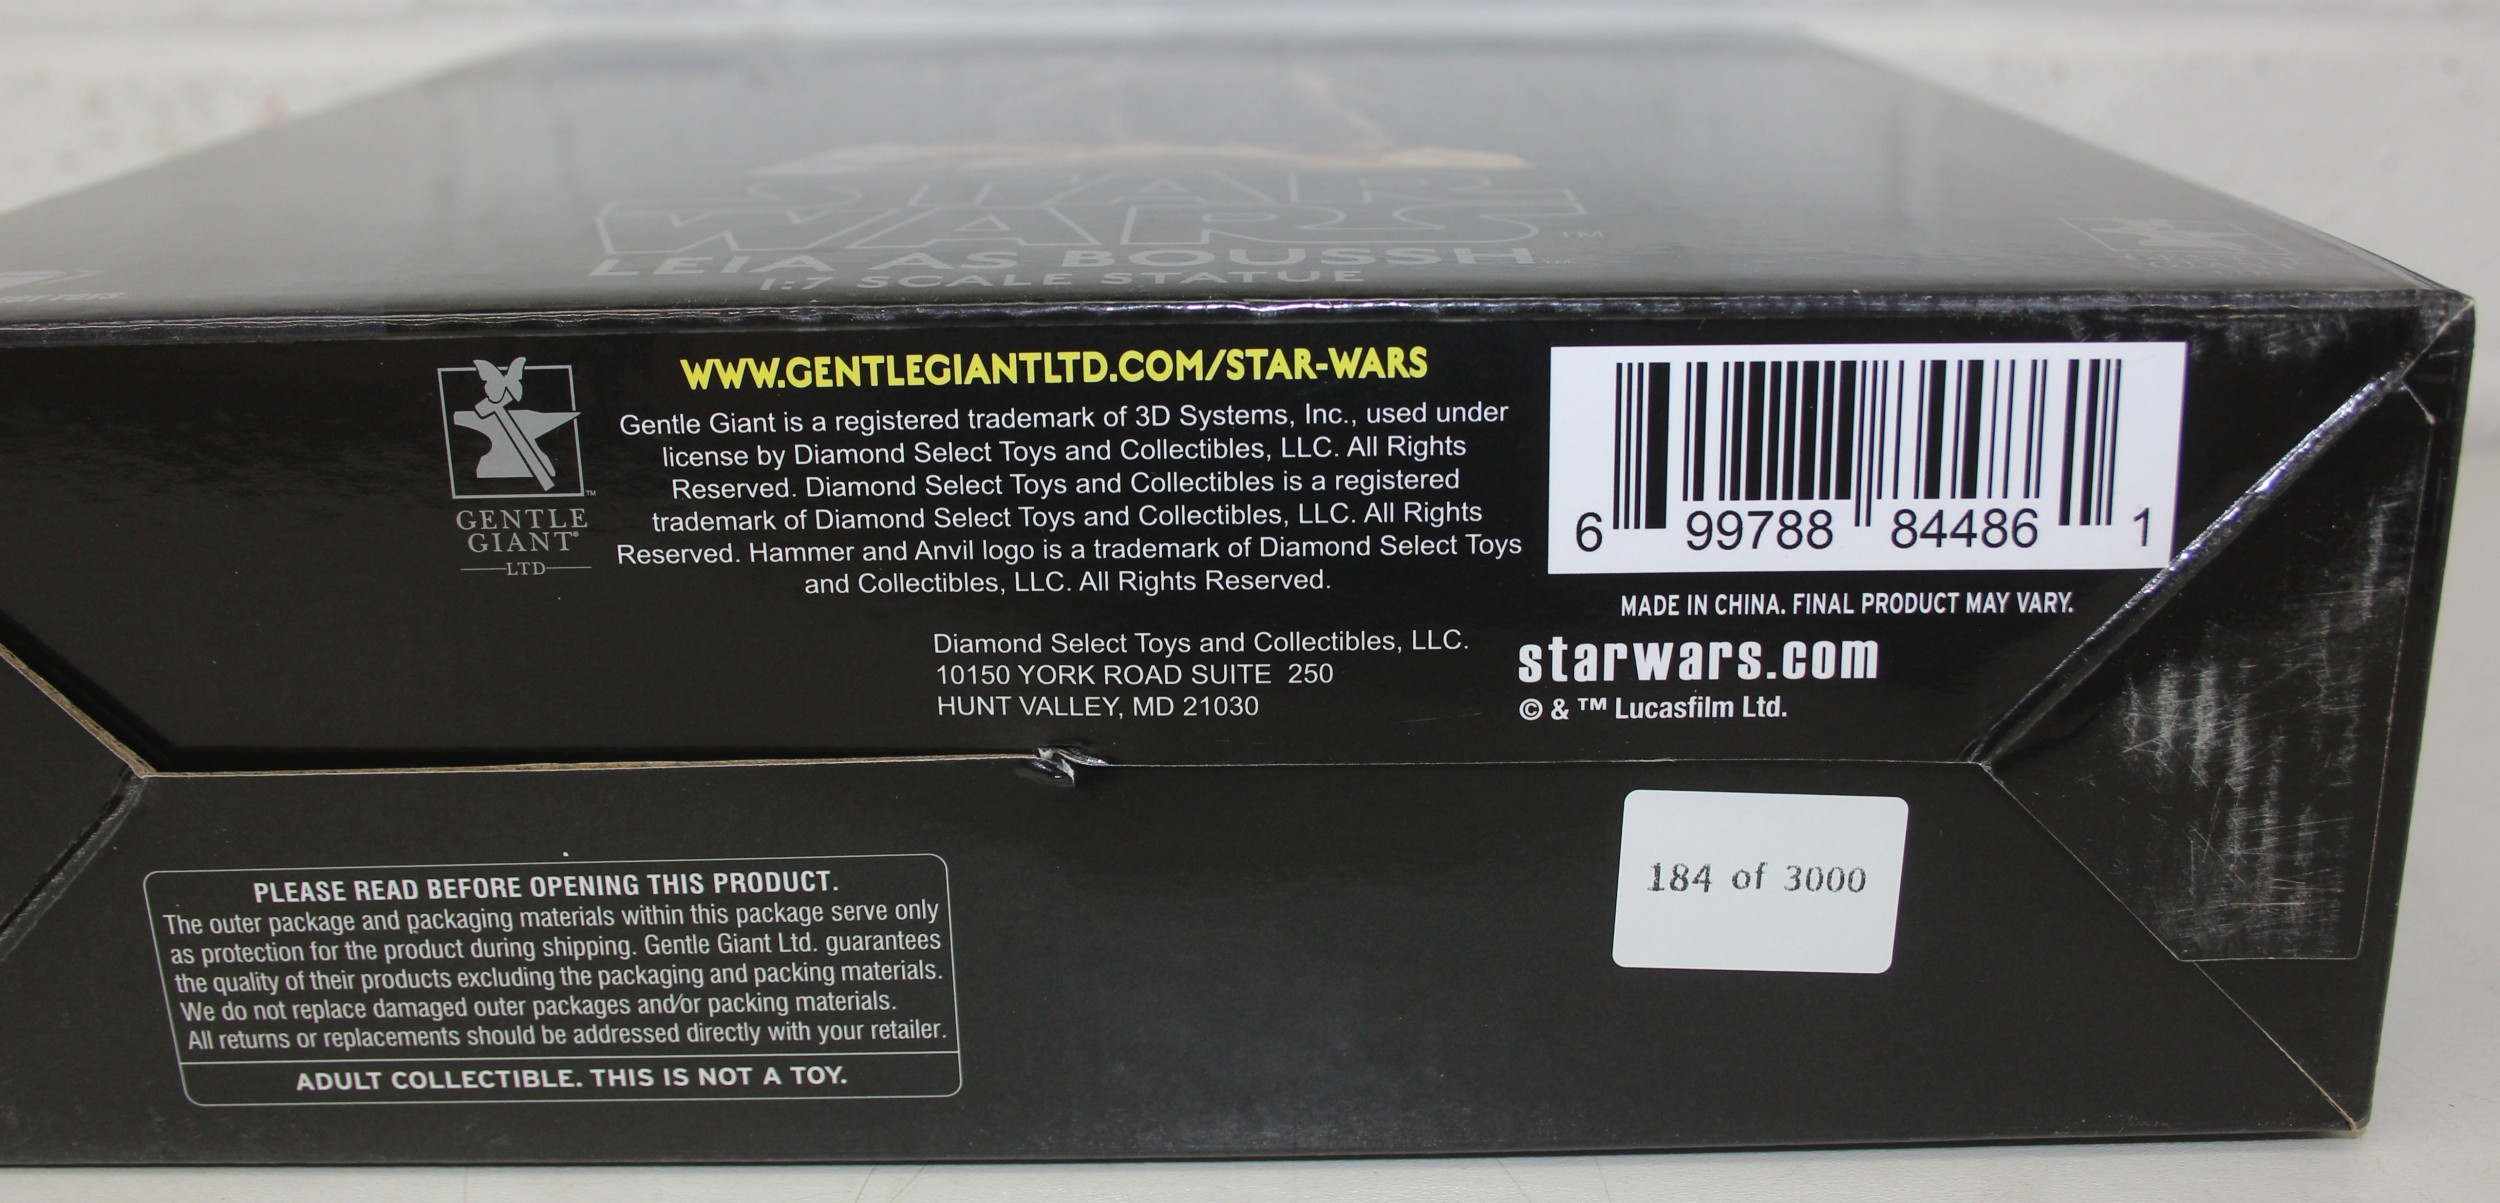 STAR
WARS™
LEIA AS BOUSSH™
1:7 SCALE STATUE
WWW.GENTLEGIANTLTD.COM/STAR-WARS
Gentle Giant is a registered trademark of 3D Systems, Inc., used under
license by Diamond Select Toys and Collectibles, LLC. All Rights
Reserved. Diamond Select Toys and Collectibles is a registered
trademark of Diamond Select Toys and Collectibles, LLC. All Rights
Reserved. Hammer and Anvil logo is a trademark of Diamond Select Toys
and Collectibles, LLC. All Rights Reserved.
™
GENTLE
GIANT®
LTD
Diamond Select Toys and Collectibles, LLC.
10150 YORK ROAD SUITE 250
HUNT VALLEY, MD 21030
6 99788 84486 1
MADE IN CHINA. FINAL PRODUCT MAY VARY.
starwars.com
© & ™ Lucasfilm Ltd.
184 of 3000
PLEASE READ BEFORE OPENING THIS PRODUCT.
The outer package and packaging materials within this package serve only
as protection for the product during shipping. Gentle Giant Ltd. guarantees
the quality of their products excluding the packaging and packing materials.
We do not replace damaged outer packages and/or packing materials.
All returns or replacements should be addressed directly with your retailer.
ADULT COLLECTIBLE. THIS IS NOT A TOY.